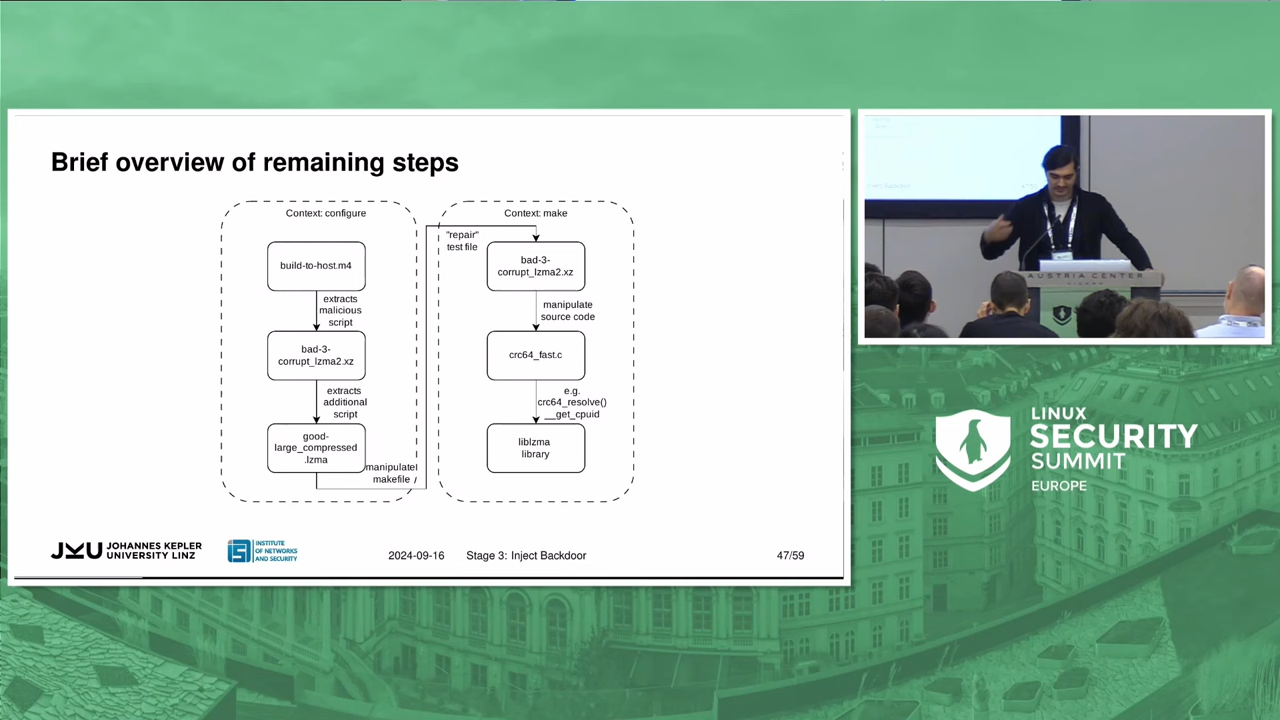 Brief overview of remaining steps
Context: configure
build-to-host.m4
extracts
malicious
script
bad-3-
corrupt_lzma2.xz
extracts
additional
script
good-
large_compressed
.lzma
manipulate
makefile
Context: make
"repair"
test file
bad-3-
corrupt_lzma2.xz
manipulate
source code
crc64_fast.c
e.g.
crc64_resolve()
__get_cpuid
liblzma
library
JKU JOHANNES KEPLER
UNIVERSITY LINZ
INSTITUTE
OF NETWORKS
AND SECURITY
2024-09-16
Stage 3: Inject Backdoor
47/59
AUSTRIA CENTER
LINUX
SECURITY
SUMMIT
EUROPE